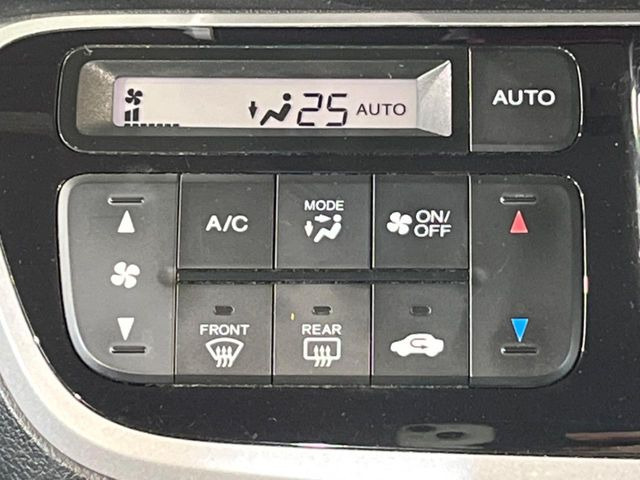 25 AUTO
AUTO
A/C
MODE
ON/
OFF
FRONT
REAR